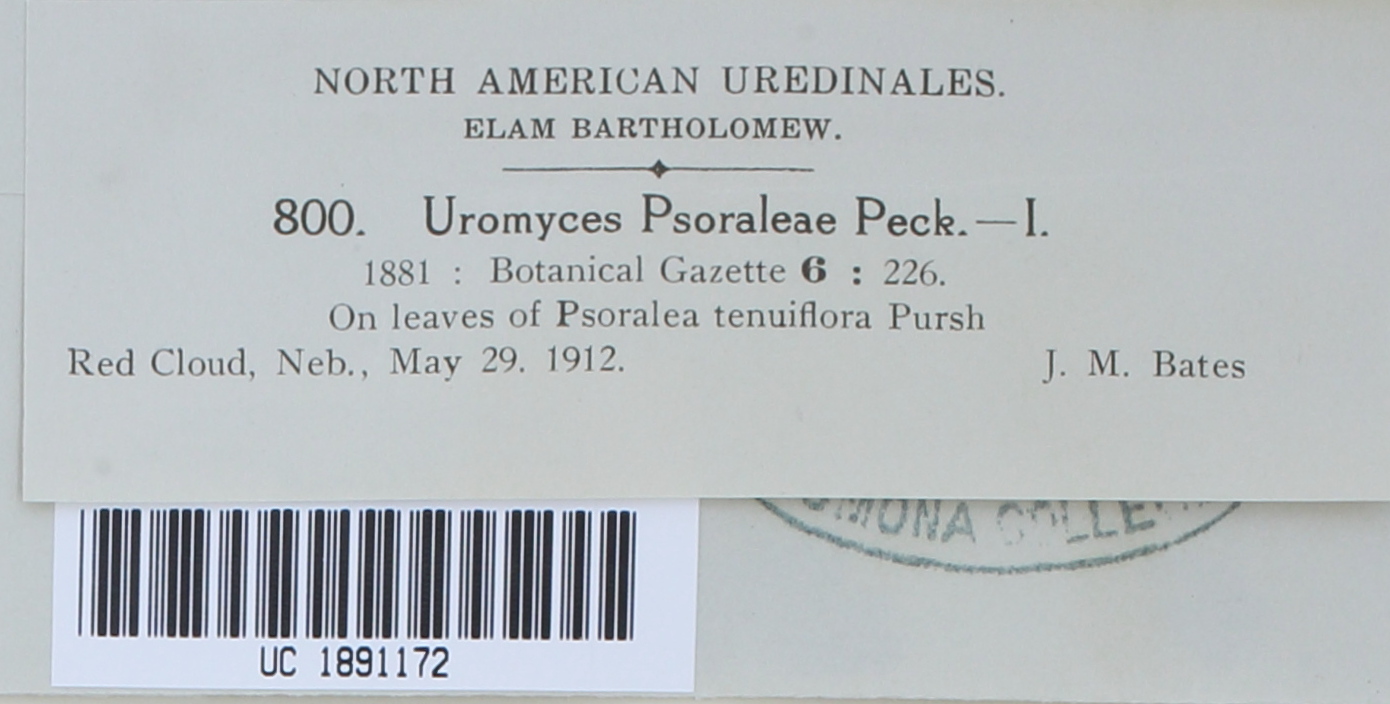 NORTH AMERICAN UREDINALES.
ELAM BARTHOLOMEW.
800. Uromyces Psoraleae Peck.—I.
1881 : Botanical Gazette 6 : 226.
On leaves of Psoralea tenuiflora Pursh
Red Cloud, Neb., May 29. 1912. J. M. Bates
UC 1891172